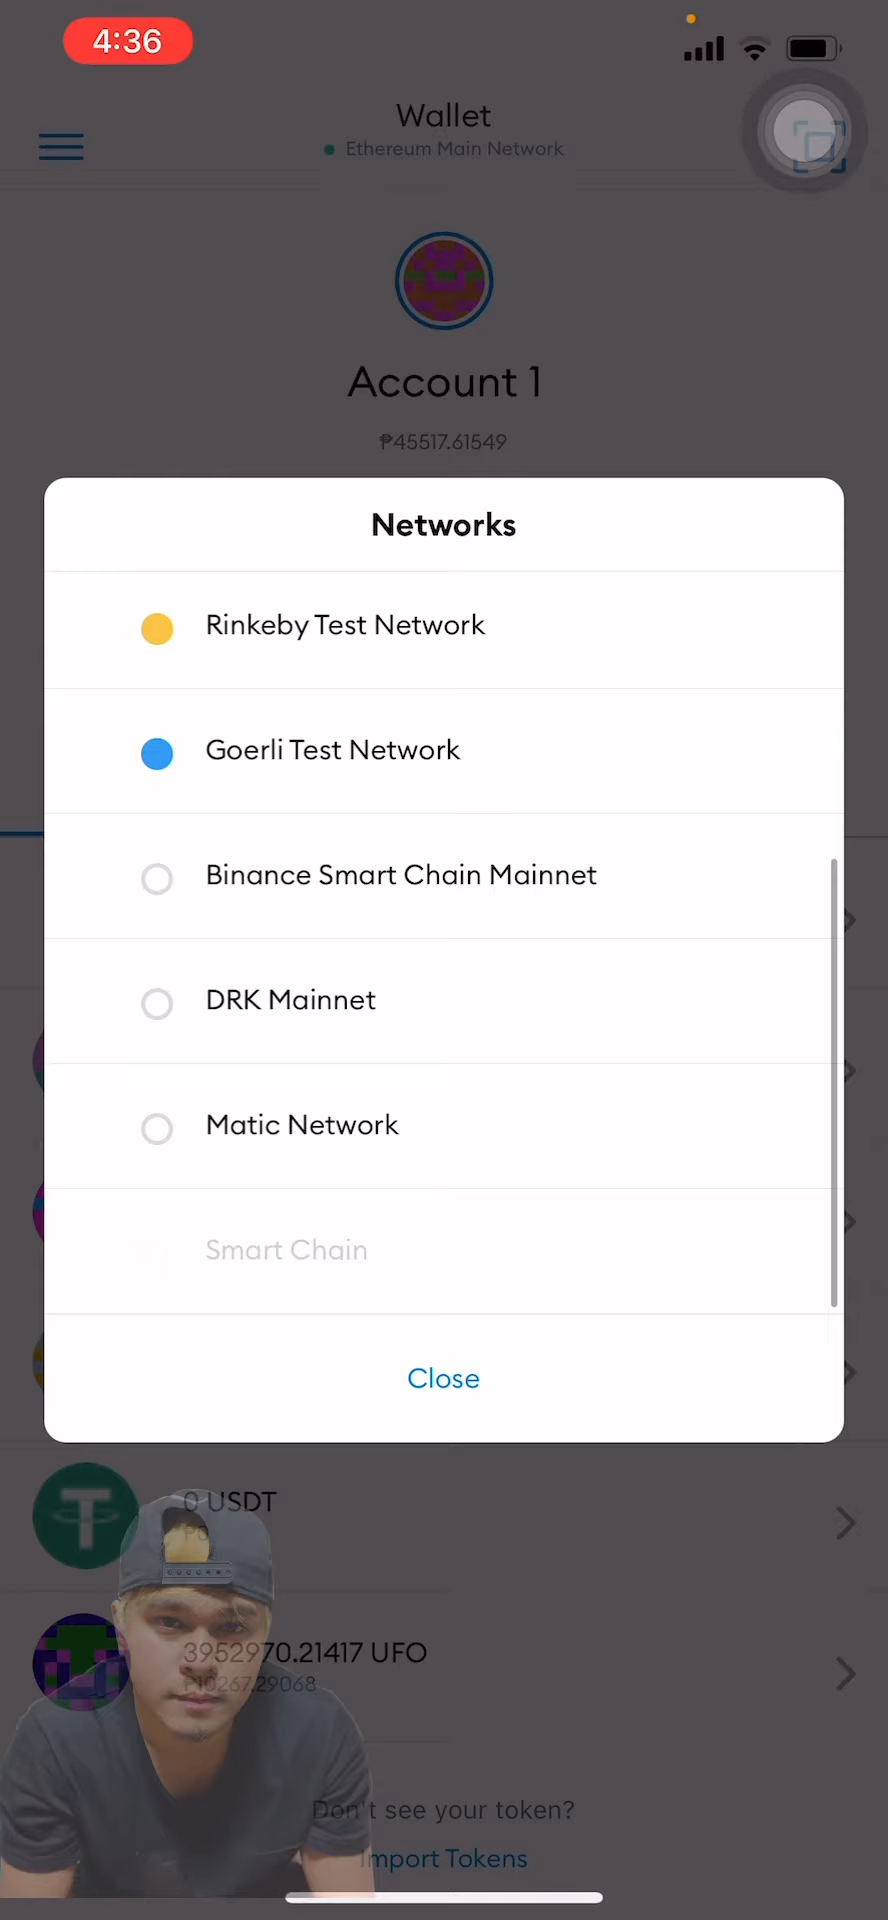 4:36
Wallet
Ethereum Main Network
Account 1
₱45517.61549
Networks
Rinkeby Test Network
Goerli Test Network
Binance Smart Chain Mainnet
DRK Mainnet
Matic Network
Smart Chain
Close
0 USDT
3952970.21417 UFO
₱10267.29068
Don't see your token?
Import Tokens